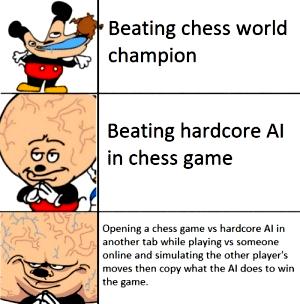 Beating chess world
champion
Beating hardcore AI
in chess game
Opening a chess game vs hardcore AI in
another tab while playing vs someone
online and simulating the other player's
moves then copy what the AI does to win
the game.